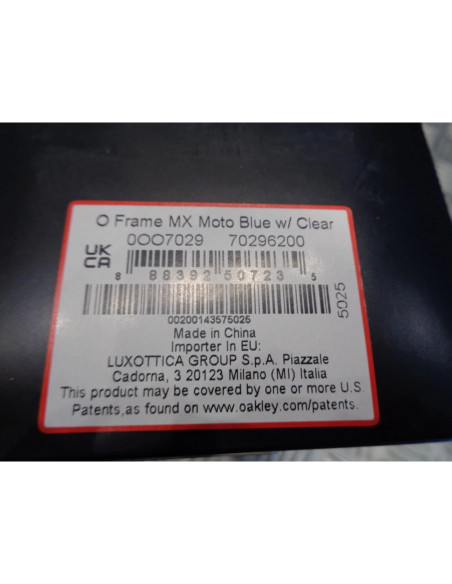 O Frame MX Moto Blue w/ Clear
0OO7029 70296200
UK
CA
8 88392 50723 5
00200143575025
5025
Made in China
Importer In EU:
LUXOTTICA GROUP S.p.A. Piazzale
Cadorna, 3 20123 Milano (MI) Italia
This product may be covered by one or more U.S
Patents,as found on www.oakley.com/patents.